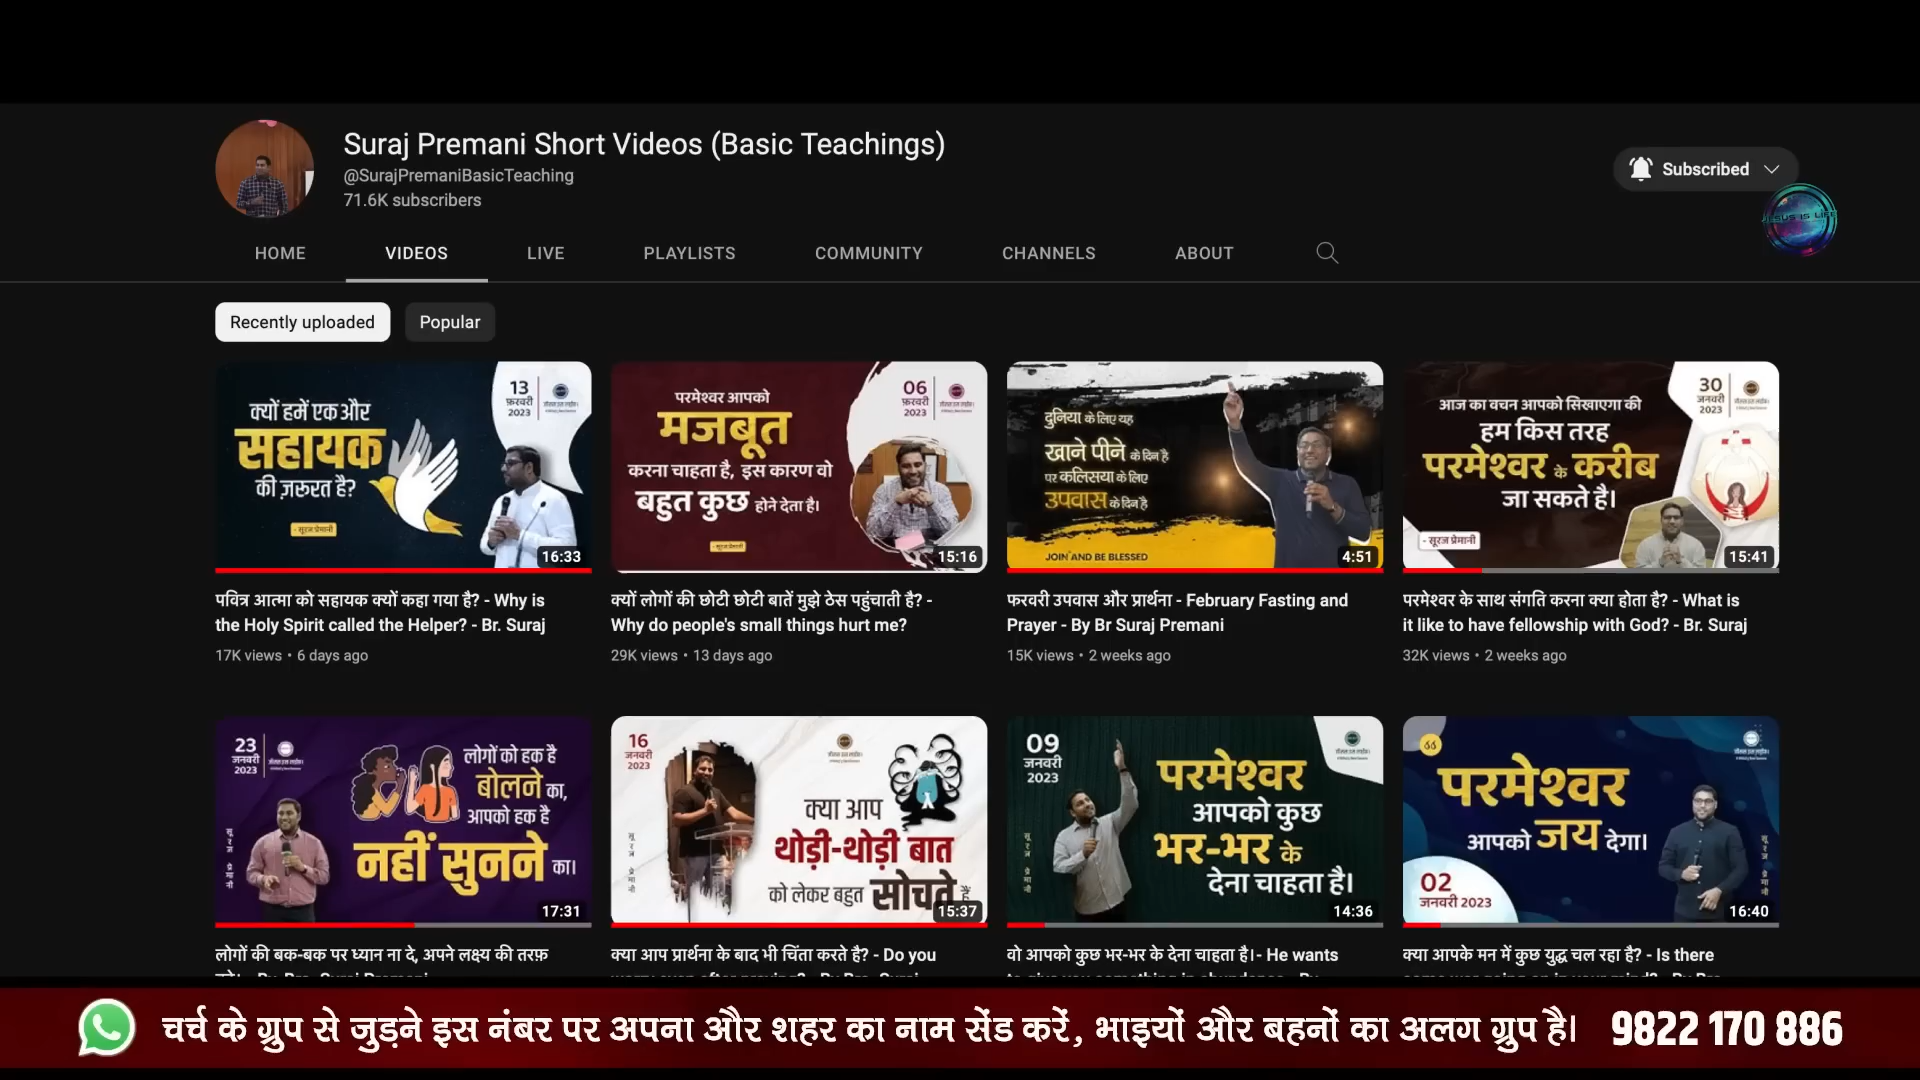 Suraj Premani Short Videos (Basic Teachings)
@SurajPremaniBasicTeaching
71.6K subscribers
Subscribed
JESUS IS LIFE
HOME VIDEOS LIVE PLAYLISTS COMMUNITY CHANNELS ABOUT
Recently uploaded Popular
क्यों हमें एक और
सहायक
की ज़रूरत है?
- सूरज प्रेमानी
13
फ़रवरी
2023
16:33
परमेश्वर आपको
मजबूत
करना चाहता है, इस कारण वो
बहुत कुछ होने देता है।
- सूरज प्रेमानी
06
फ़रवरी
2023
15:16
दुनिया के लिए यह
खाने पीने के दिन है
पर कलिसया के लिए
उपवास के दिन है
JOIN AND BE BLESSED
4:51
आज का वचन आपको सिखाएगा की
हम किस तरह
परमेश्वर के करीब
जा सकते है।
- सूरज प्रेमानी
30
जनवरी
2023
15:41
पवित्र आत्मा को सहायक क्यों कहा गया है? - Why is
the Holy Spirit called the Helper? - Br. Suraj
17K views • 6 days ago
क्यों लोगों की छोटी छोटी बातें मुझे ठेस पहुंचाती है? -
Why do people's small things hurt me?
29K views • 13 days ago
फरवरी उपवास और प्रार्थना - February Fasting and
Prayer - By Br Suraj Premani
15K views • 2 weeks ago
परमेश्वर के साथ संगति करना क्या होता है? - What is
it like to have fellowship with God? - Br. Suraj
32K views • 2 weeks ago
23
जनवरी
2023
लोगों को हक है
बोलने का,
आपको हक है
नहीं सुनने का।
सूरज प्रेमानी
17:31
16
जनवरी
2023
क्या आप
थोड़ी-थोड़ी बात
को लेकर बहुत सोचते हैं
सूरज प्रेमानी
15:37
09
जनवरी
2023
परमेश्वर
आपको कुछ
भर-भर के
देना चाहता है।
सूरज प्रेमानी
14:36
परमेश्वर
आपको जय देगा।
02
जनवरी 2023
सूरज प्रेमानी
16:40
लोगों की बक-बक पर ध्यान ना दे, अपने लक्ष्य की तरफ़
क्या आप प्रार्थना के बाद भी चिंता करते है? - Do you
वो आपको कुछ भर-भर के देना चाहता है।- He wants
क्या आपके मन में कुछ युद्ध चल रहा है? - Is there
चर्च के ग्रुप से जुड़ने इस नंबर पर अपना और शहर का नाम सेंड करें, भाइयों और बहनों का अलग ग्रुप है। 9822 170 886